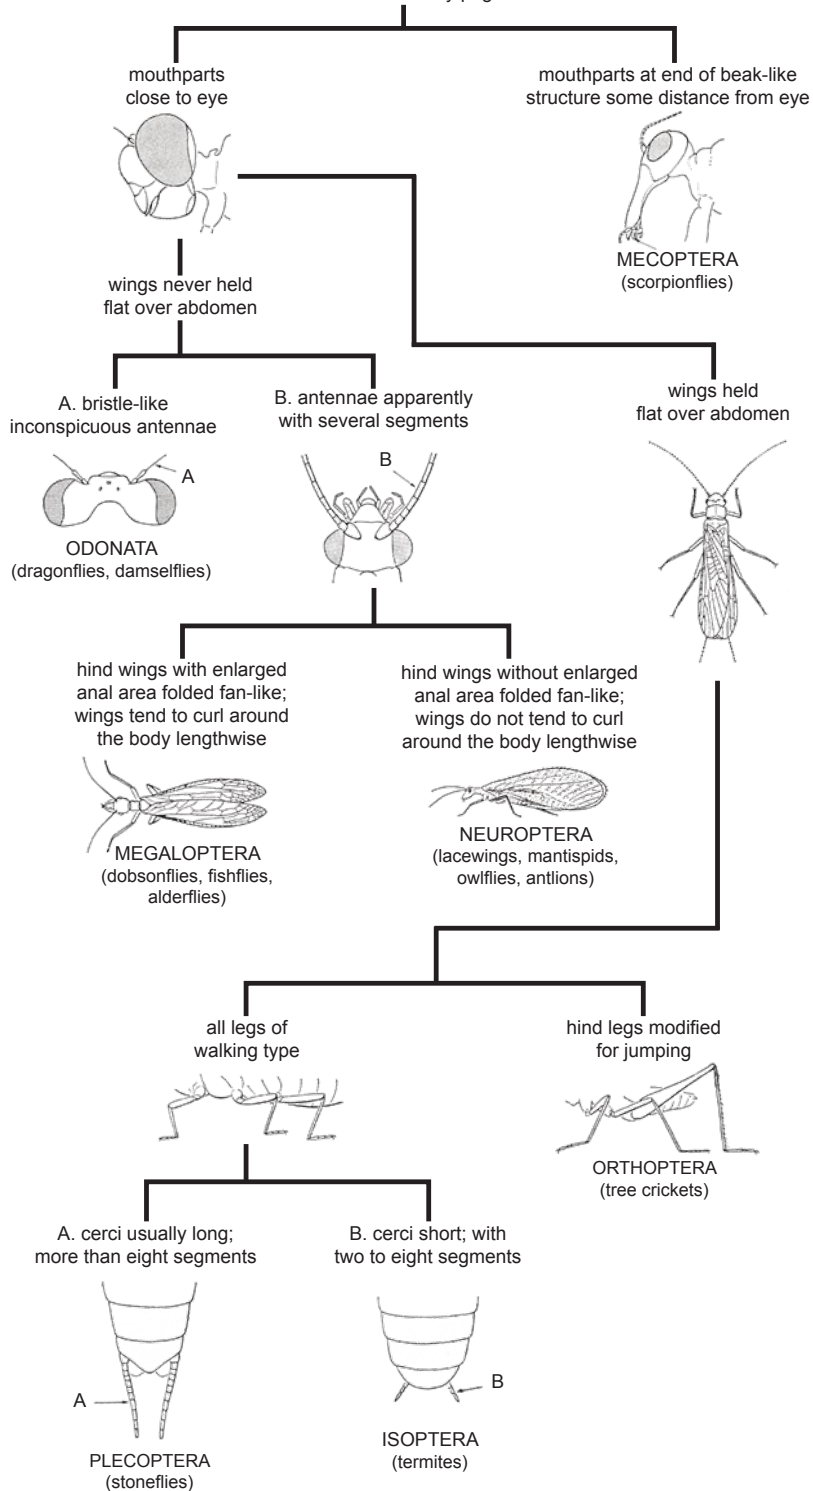 mouthparts
close to eye
mouthparts at end of beak-like
structure some distance from eye
MECOPTERA
(scorpionflies)
wings never held
flat over abdomen
A. bristle-like
inconspicuous antennae
B. antennae apparently
with several segments
wings held
flat over abdomen
A
B
ODONATA
(dragonflies, damselflies)
hind wings with enlarged
anal area folded fan-like;
wings tend to curl around
the body lengthwise
hind wings without enlarged
anal area folded fan-like;
wings do not tend to curl
around the body lengthwise
MEGALOPTERA
(dobsonflies, fishflies,
alderflies)
NEUROPTERA
(lacewings, mantispids,
owlflies, antlions)
all legs of
walking type
hind legs modified
for jumping
ORTHOPTERA
(tree crickets)
A. cerci usually long;
more than eight segments
B. cerci short; with
two to eight segments
A
B
PLECOPTERA
(stoneflies)
ISOPTERA
(termites)